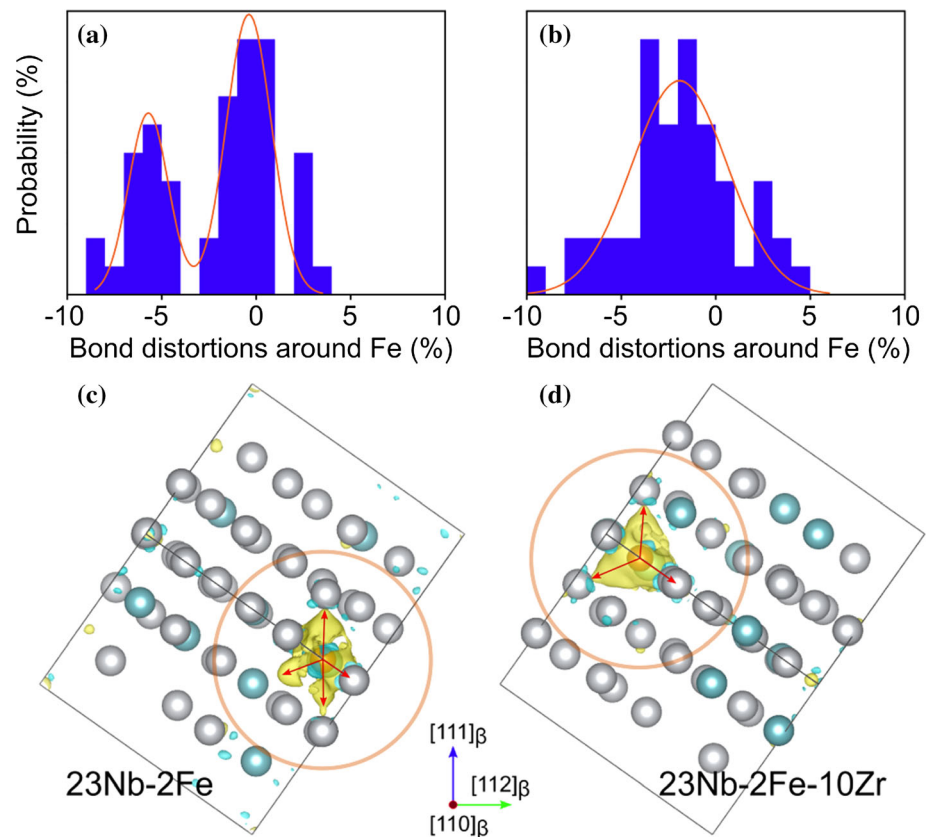 (a)
(b)
Probability (%)
-10 -5 0 5 10
-10 -5 0 5 10
Bond distortions around Fe (%)
Bond distortions around Fe (%)
(c)
(d)
[111]β
[112]β
[110]β
23Nb-2Fe
23Nb-2Fe-10Zr